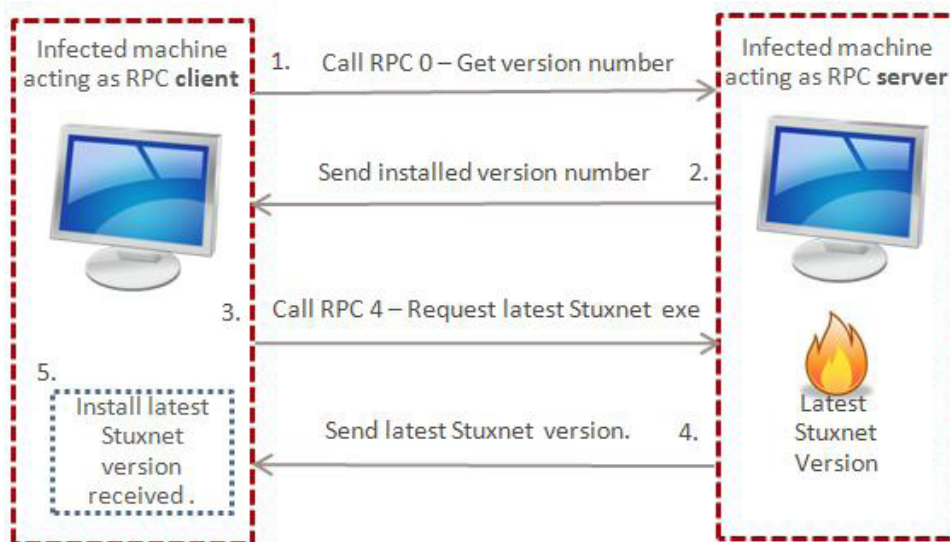 Infected machine
acting as RPC client
1.
Call RPC 0 – Get version number
Infected machine
acting as RPC server
Send installed version number
2.
3.
Call RPC 4 – Request latest Stuxnet exe
Send latest Stuxnet version.
4.
Latest
Stuxnet
Version
5.
Install latest
Stuxnet
version
received .